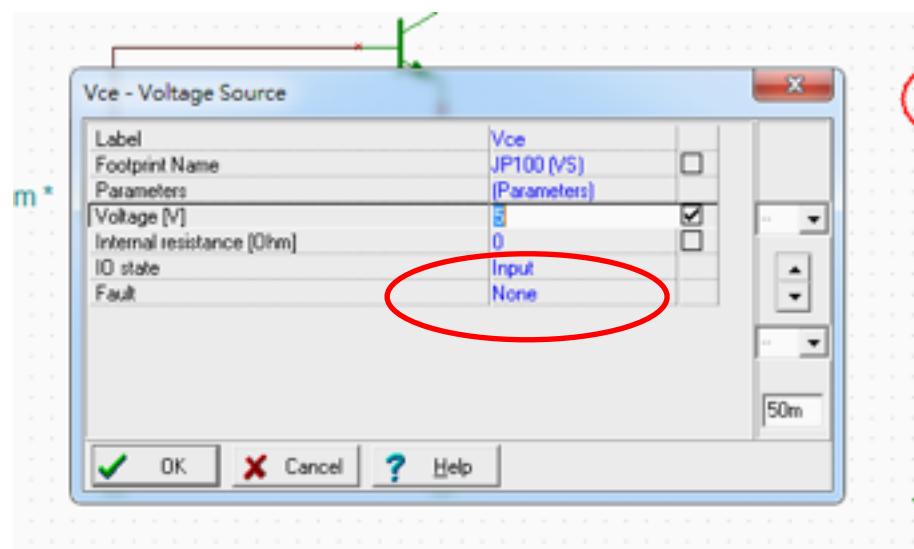 Vce - Voltage Source
Label Vce
Footprint Name JP100 (VS)
Parameters (Parameters)
m *
Voltage [V] 5
Internal resistance [Ohm] 0
IO state Input
Fault None
50m
OK Cancel ? Help